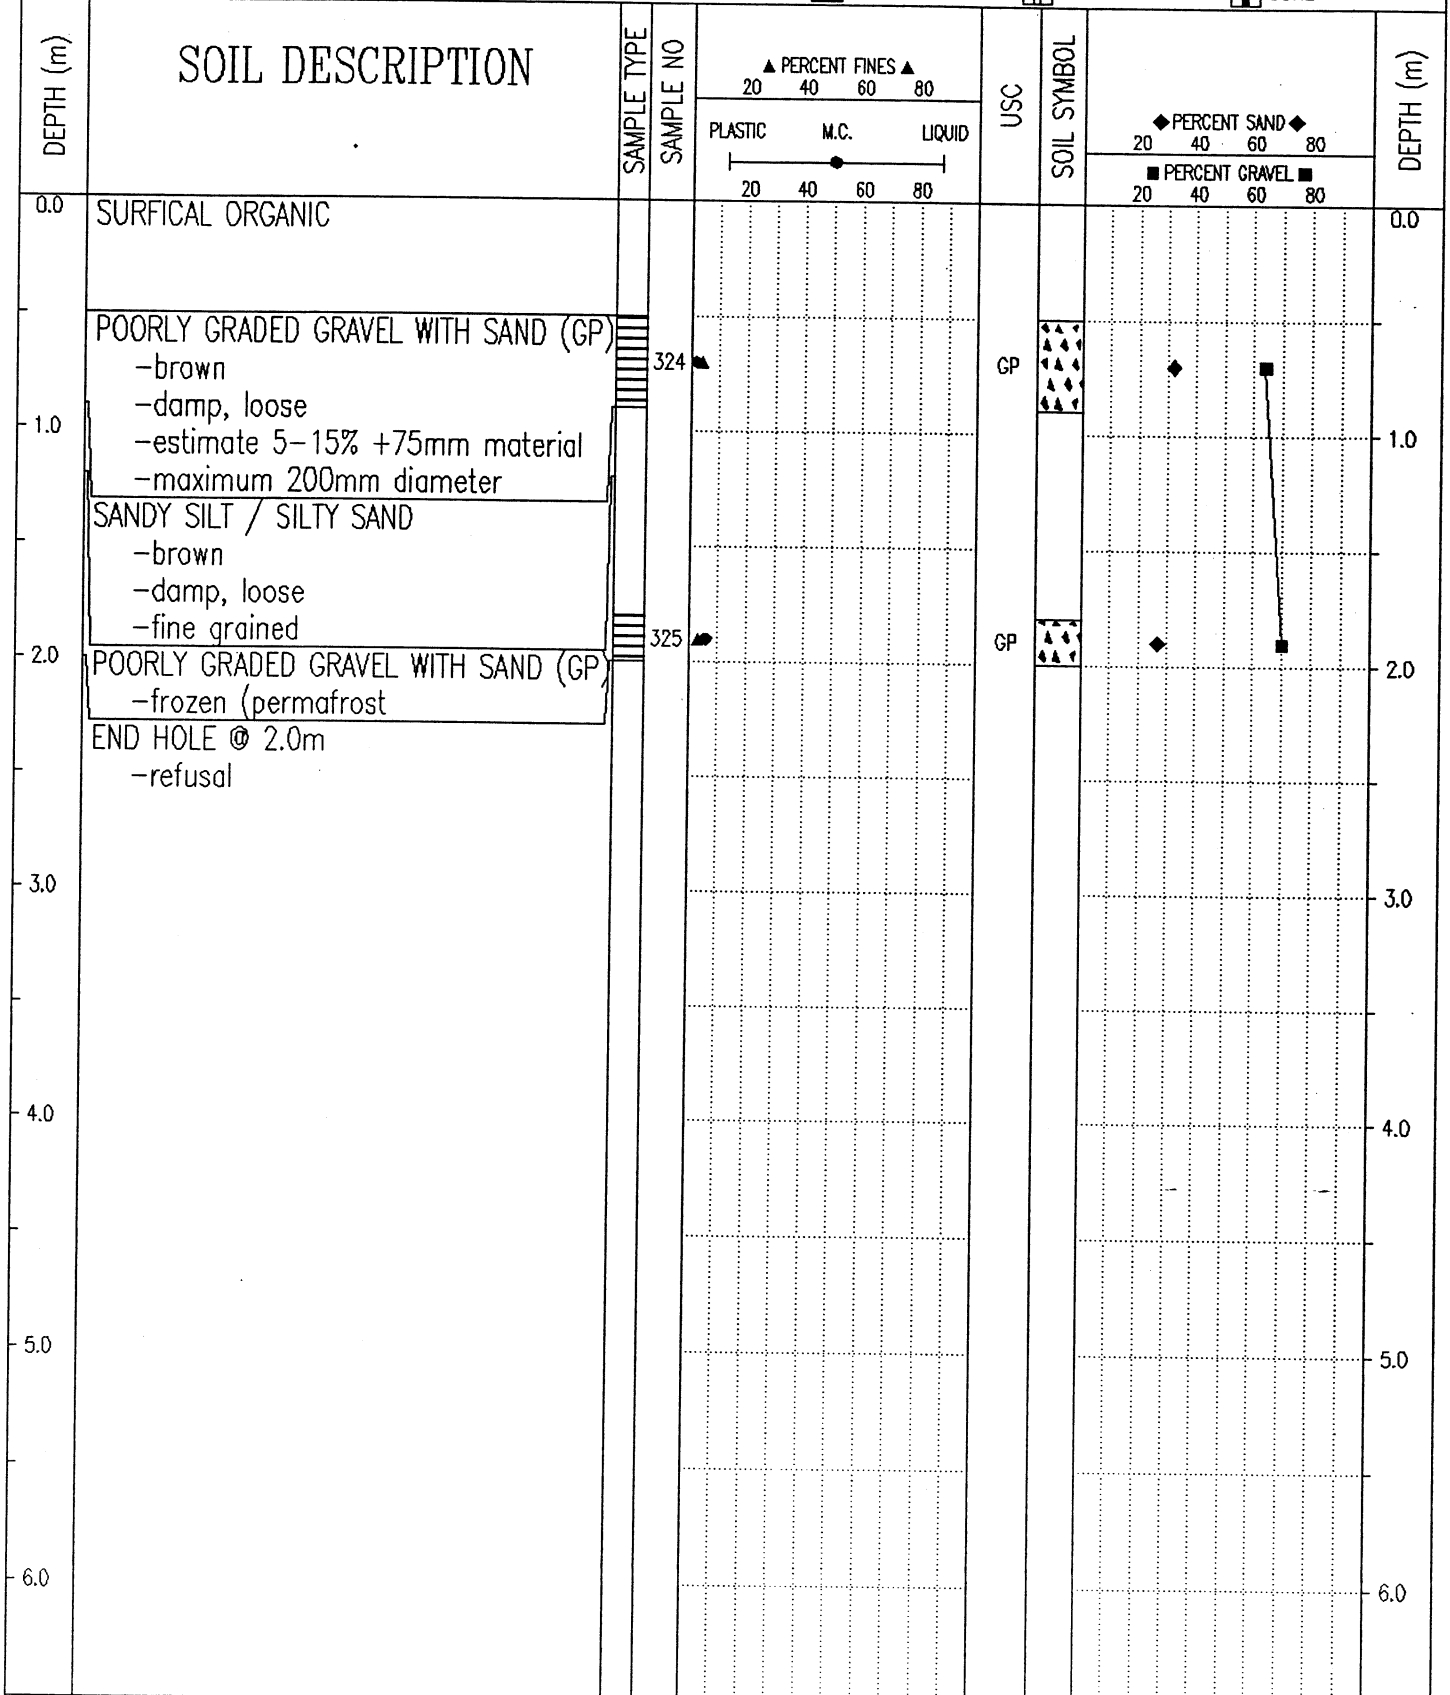 DEPTH (m)
SOIL DESCRIPTION
SAMPLE TYPE
SAMPLE NO
▲ PERCENT FINES ▲
20 40 60 80
PLASTIC M.C. LIQUID
20 40 60 80
USC
SOIL SYMBOL
◆ PERCENT SAND ◆
20 40 60 80
■ PERCENT GRAVEL ■
20 40 60 80
DEPTH (m)
0.0 SURFICAL ORGANIC 0.0
POORLY GRADED GRAVEL WITH SAND (GP)
-brown 324 GP
-damp, loose
1.0 1.0
-estimate 5-15% +75mm material
-maximum 200mm diameter
SANDY SILT / SILTY SAND
-brown
-damp, loose
-fine grained 325 GP
2.0 POORLY GRADED GRAVEL WITH SAND (GP) 2.0
-frozen (permafrost
END HOLE @ 2.0m
-refusal
3.0 3.0
4.0 4.0
5.0 5.0
6.0 6.0